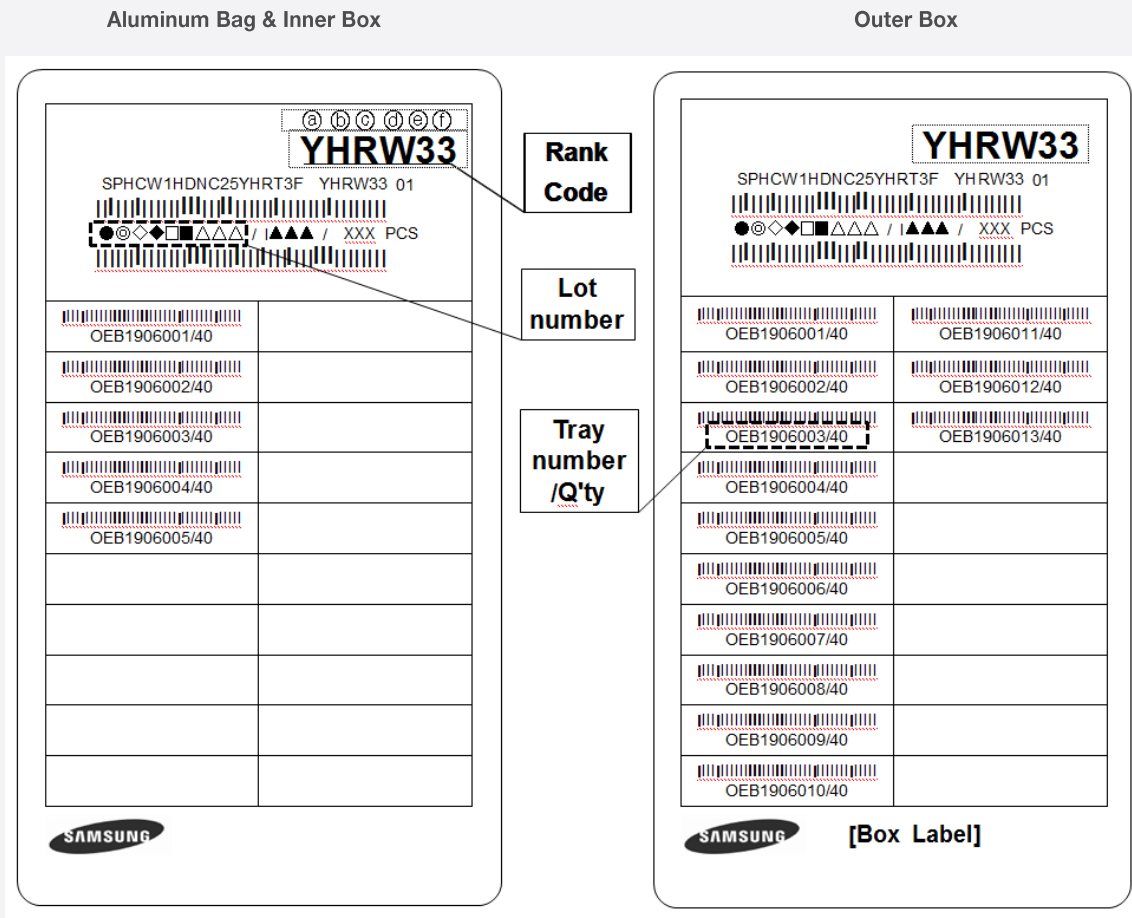 Aluminum Bag & Inner Box
ⓐ ⓑ ⓒ ⓓ ⓔ ⓕ
YHRW33
SPHCW1HDNC25YHRT3F YHRW33 01
●◎◇◆□■△△△ / I▲▲▲ / XXX PCS
OEB1906001/40
OEB1906002/40
OEB1906003/40
OEB1906004/40
OEB1906005/40
SAMSUNG
Rank
Code
Lot
number
Tray
number
/Q'ty
Outer Box
YHRW33
SPHCW1HDNC25YHRT3F YHRW33 01
●◎◇◆□■△△△ / I▲▲▲ / XXX PCS
OEB1906001/40 OEB1906011/40
OEB1906002/40 OEB1906012/40
OEB1906003/40 OEB1906013/40
OEB1906004/40
OEB1906005/40
OEB1906006/40
OEB1906007/40
OEB1906008/40
OEB1906009/40
OEB1906010/40
SAMSUNG [Box Label]